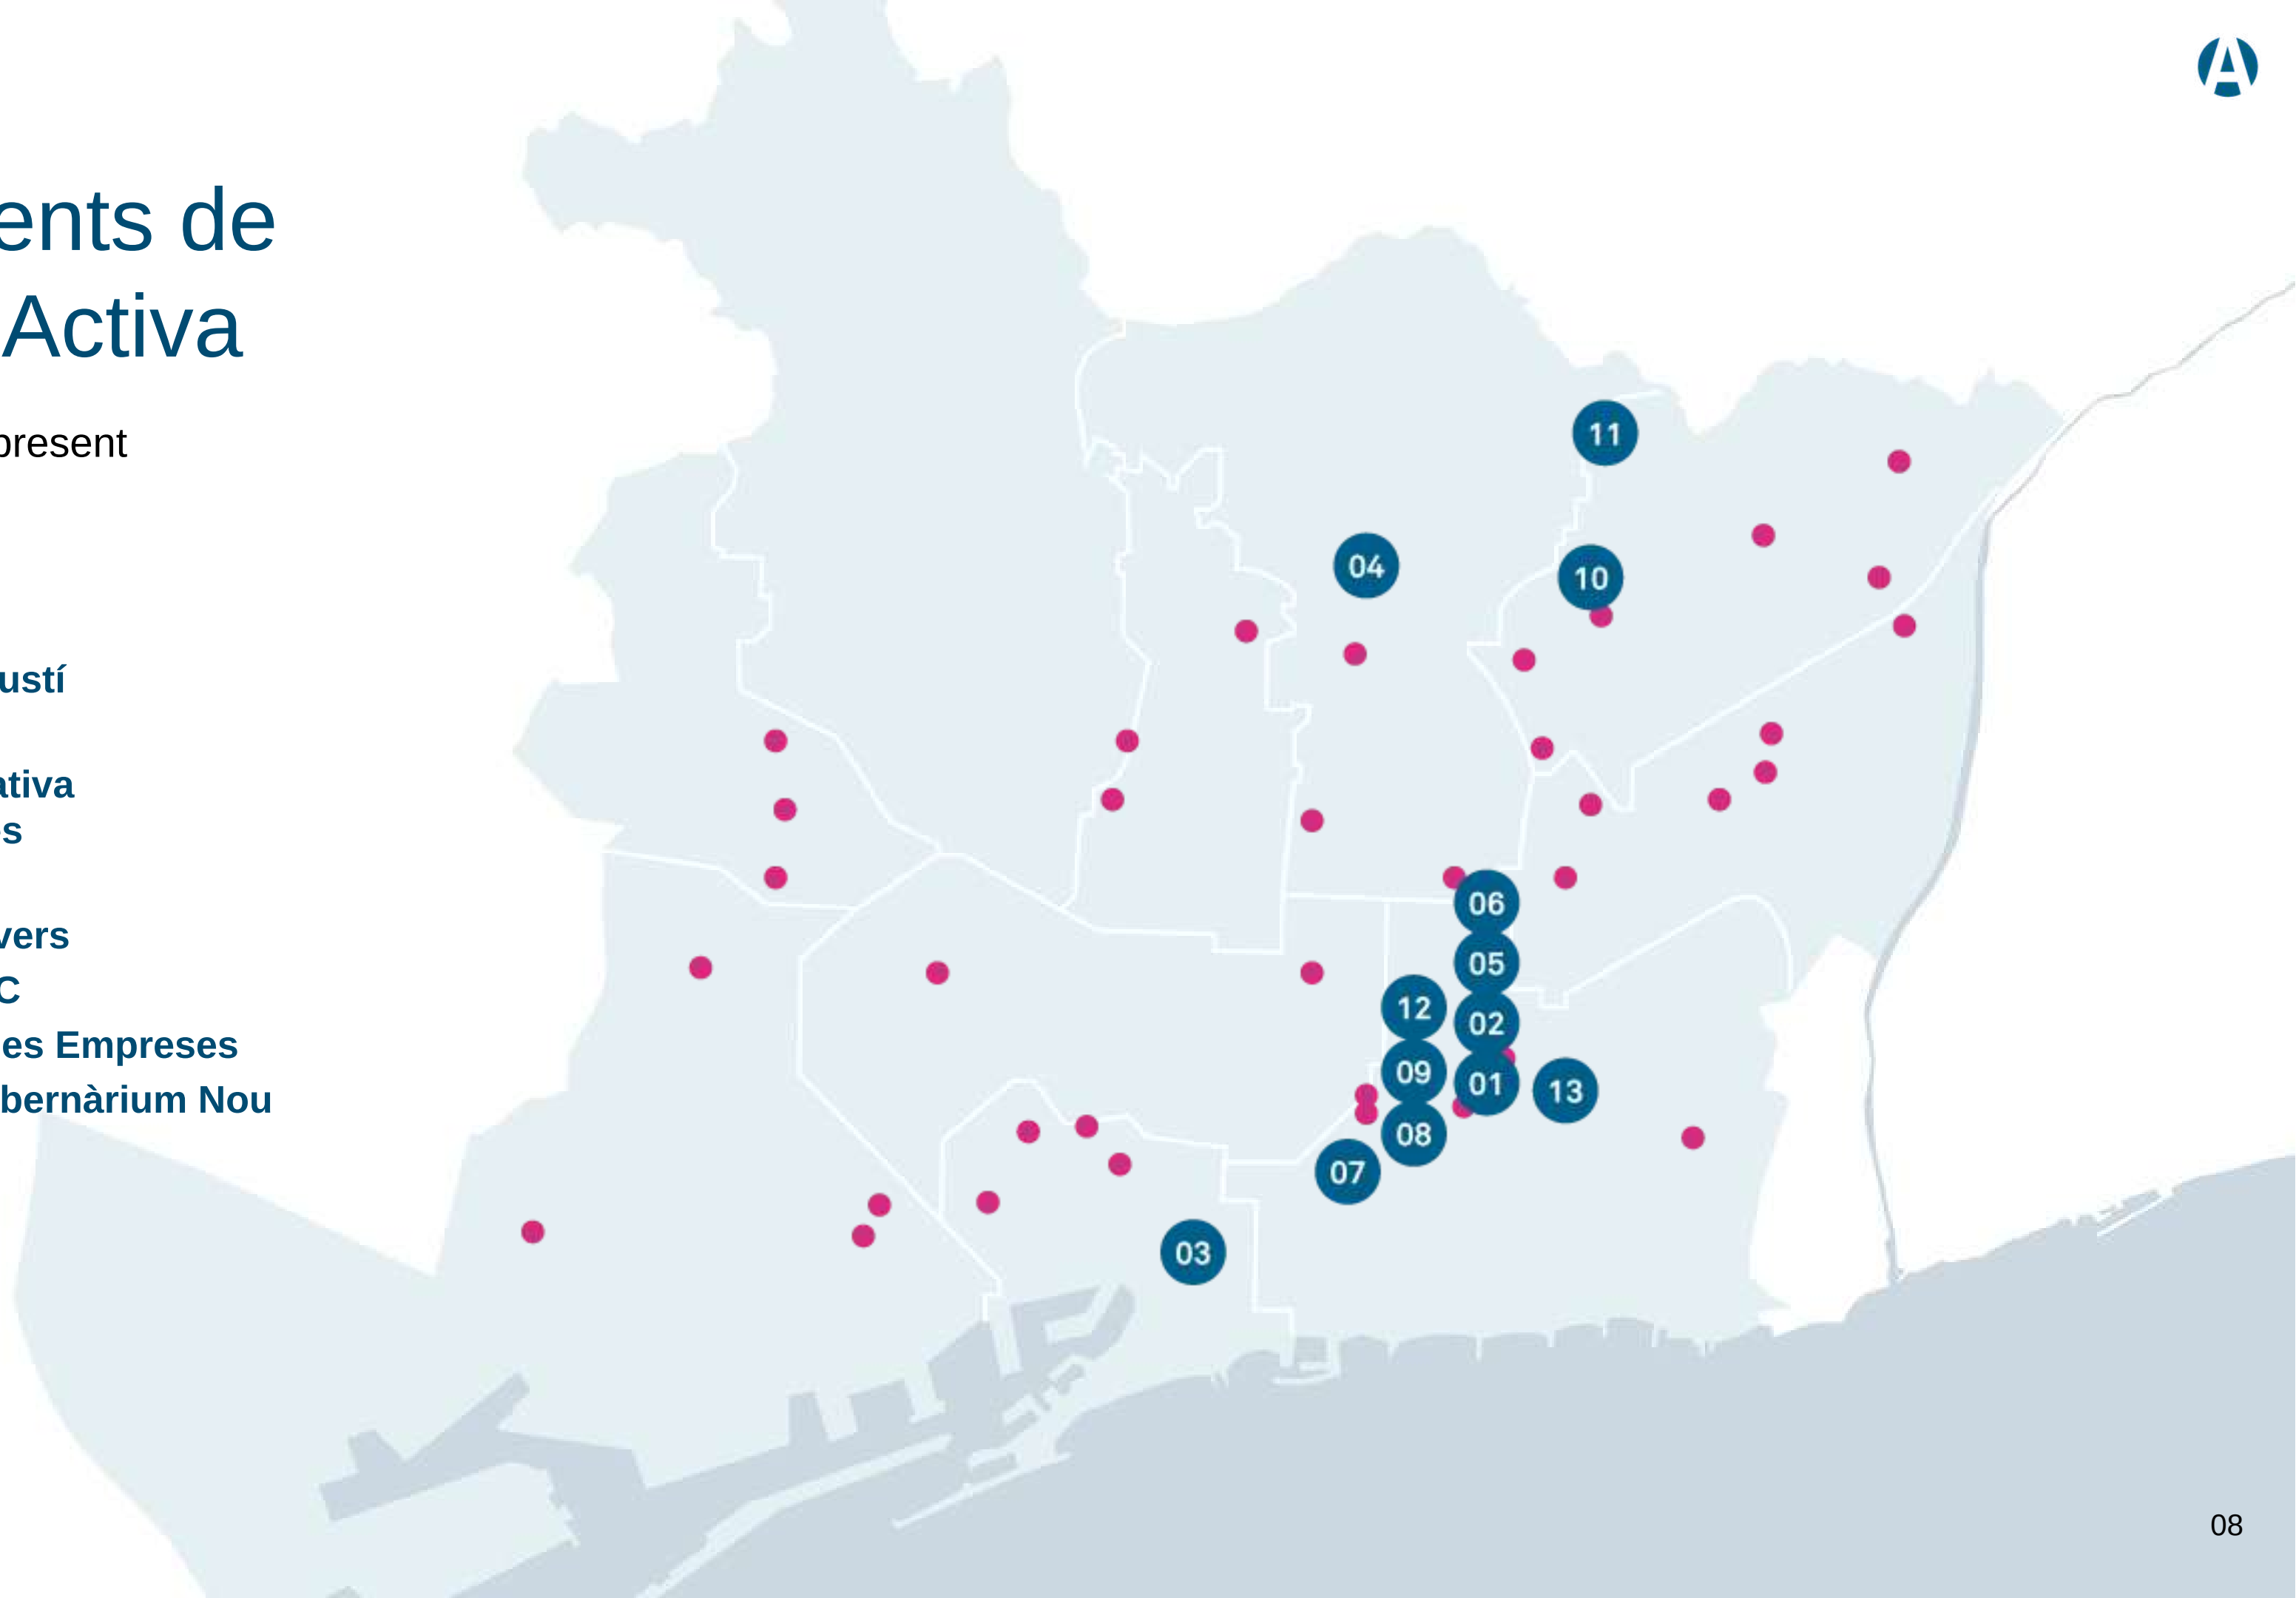 ents de
Activa
present
ustí
ativa
s
vers
C
es Empreses
bernàrium Nou
11
04
10
06
05
12
02
09
01
13
08
07
03
08